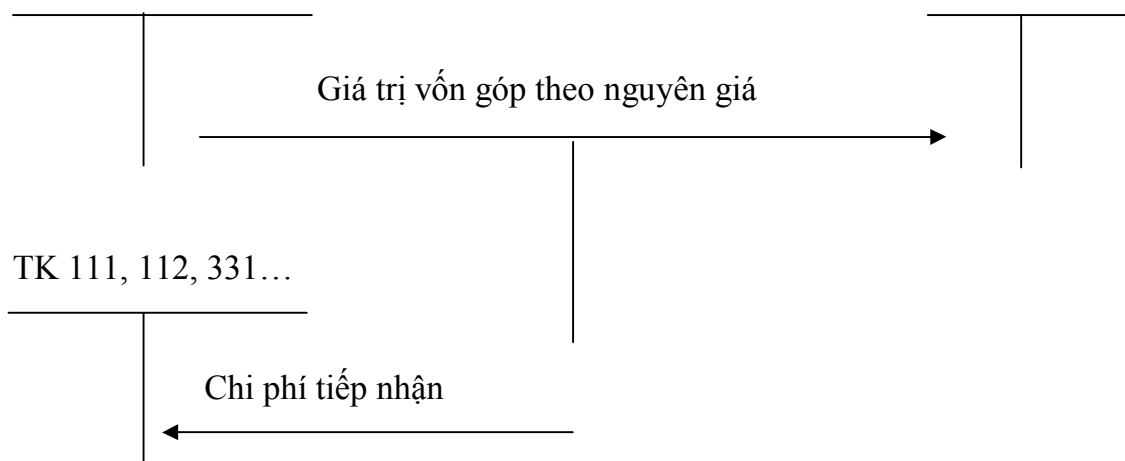 Giá trị vốn góp theo nguyên giá
TK 111, 112, 331…
Chi phí tiếp nhận